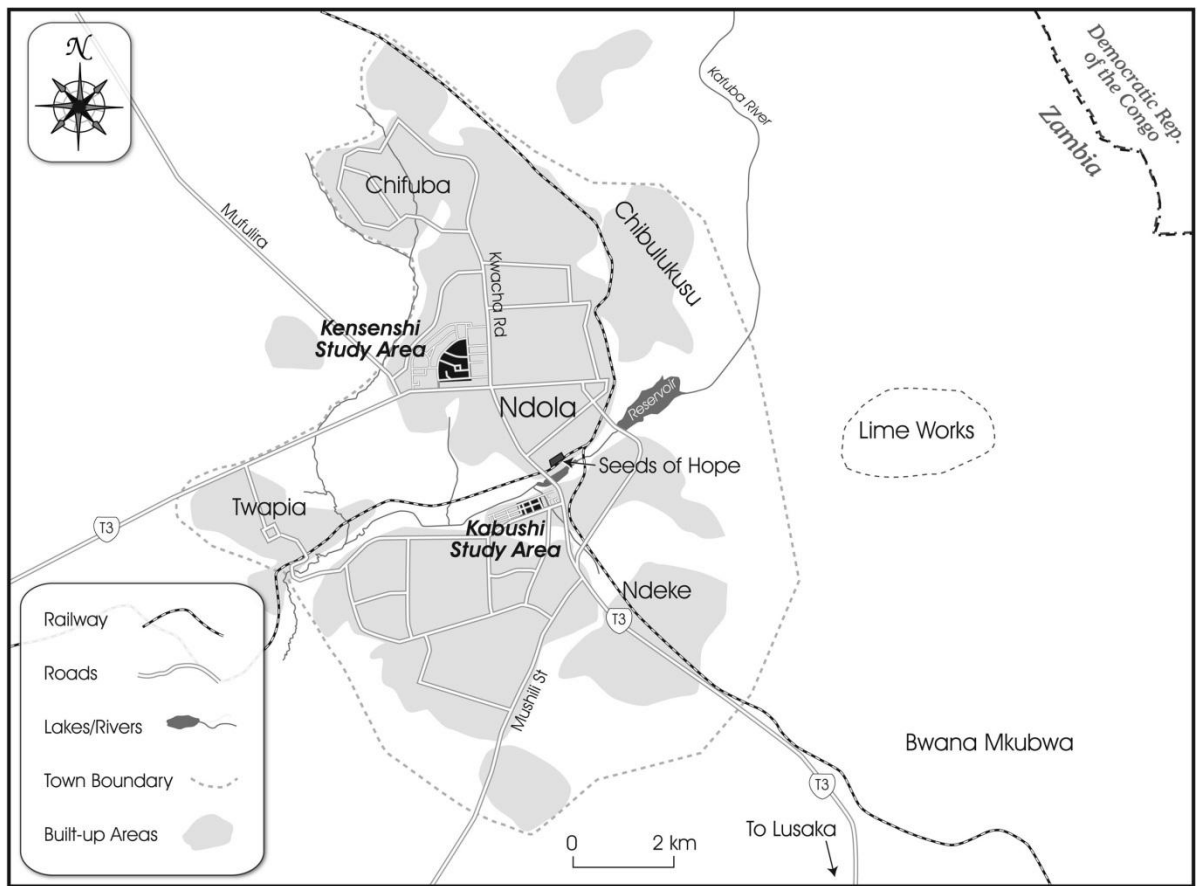 N
Kafuba River
Democratic Rep.
of the Congo
Zambia
Chifuba
Chibulukusu
Mufulira
Kwacha Rd
Kensenshi
Study Area
Ndola
Reservoir
Lime Works
Seeds of Hope
Twapia
T3
Kabushi
Study Area
Ndeke
T3
Mushili St
Bwana Mkubwa
T3
To Lusaka
Railway
Roads
Lakes/Rivers
Town Boundary
Built-up Areas
0 2 km